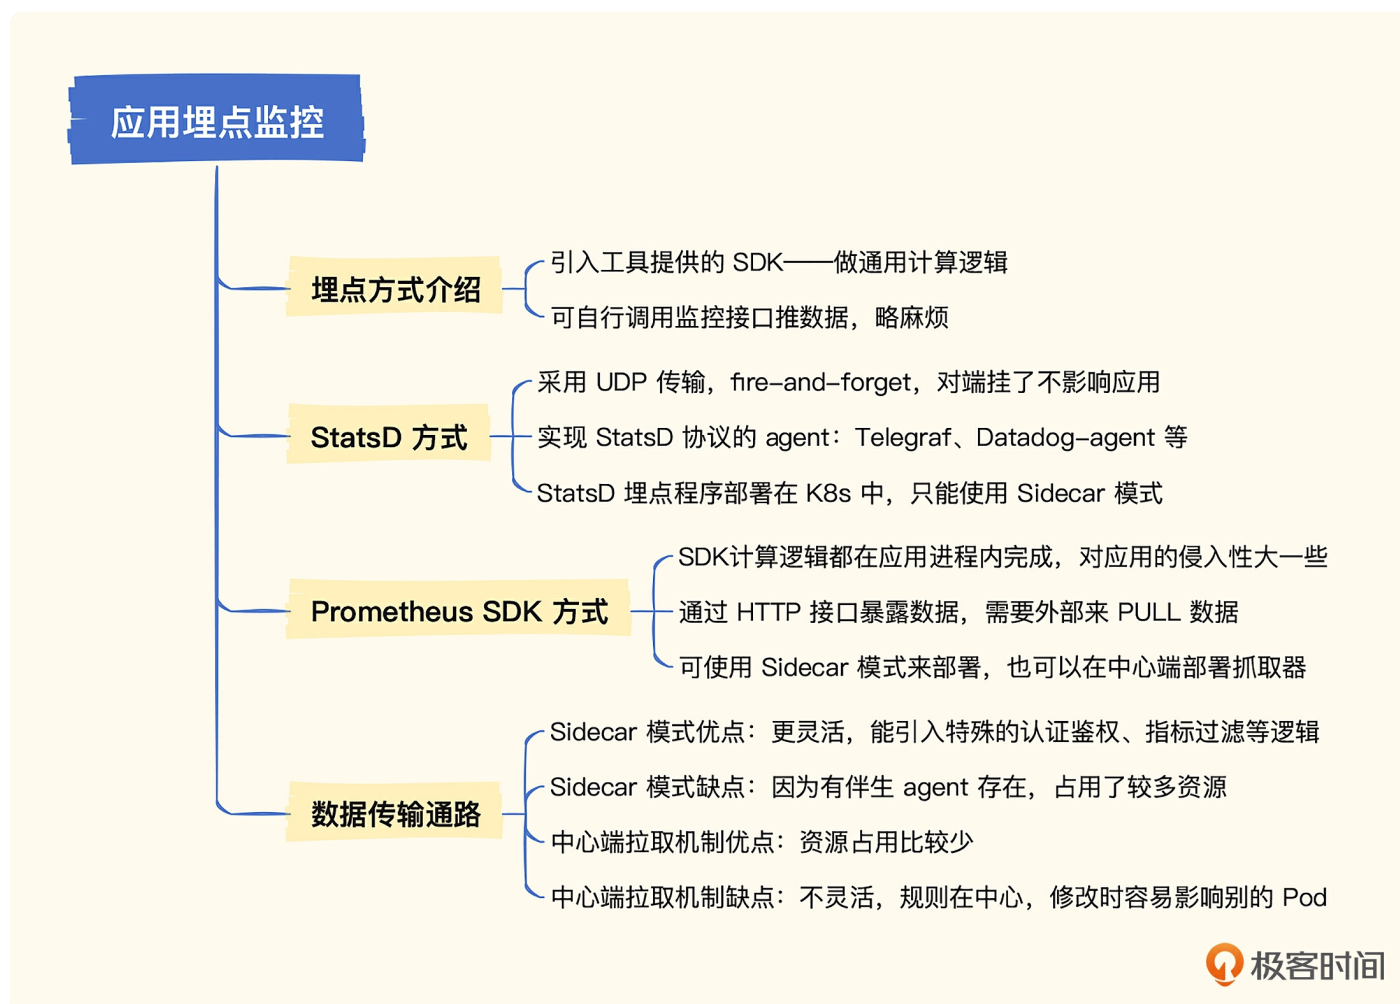 应用埋点监控
埋点方式介绍
引入工具提供的 SDK——做通用计算逻辑
可自行调用监控接口推数据，略麻烦
StatsD 方式
采用 UDP 传输，fire-and-forget，对端挂了不影响应用
实现 StatsD 协议的 agent：Telegraf、Datadog-agent 等
StatsD 埋点程序部署在 K8s 中，只能使用 Sidecar 模式
Prometheus SDK 方式
SDK计算逻辑都在应用进程内完成，对应用的侵入性大一些
通过 HTTP 接口暴露数据，需要外部来 PULL 数据
可使用 Sidecar 模式来部署，也可以在中心端部署抓取器
数据传输通路
Sidecar 模式优点：更灵活，能引入特殊的认证鉴权、指标过滤等逻辑
Sidecar 模式缺点：因为有伴生 agent 存在，占用了较多资源
中心端拉取机制优点：资源占用比较少
中心端拉取机制缺点：不灵活，规则在中心，修改时容易影响别的 Pod
极客时间